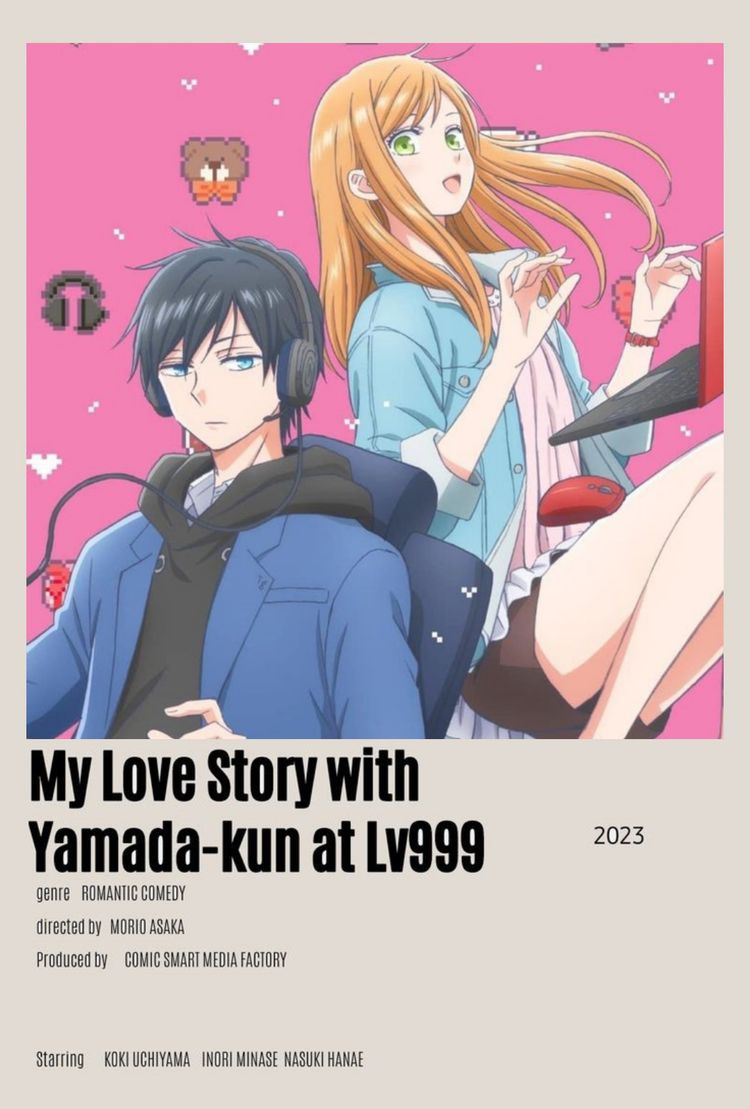 My Love Story with
Yamada-kun at Lv999
2023
genre ROMANTIC COMEDY
directed by MORIO ASAKA
Produced by COMIC SMART MEDIA FACTORY
Starring KOKI UCHIYAMA INORI MINASE NASUKI HANAE